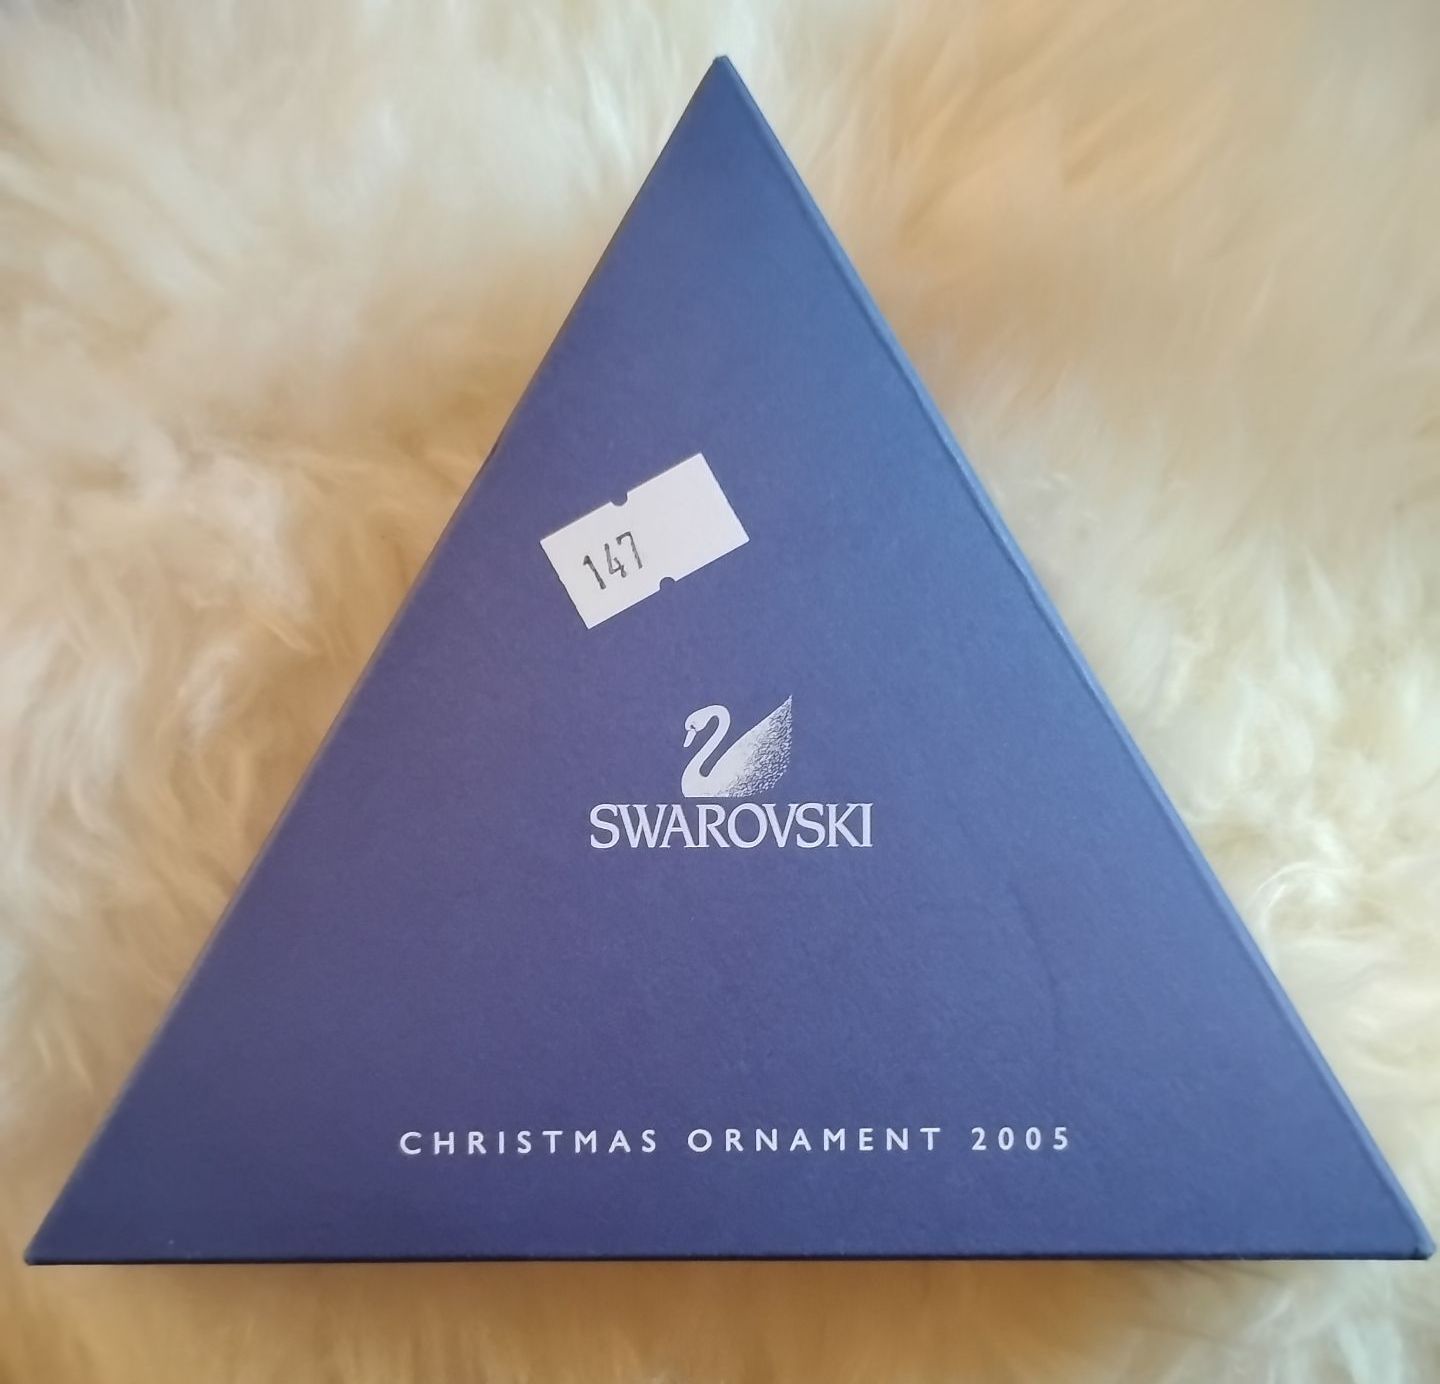 147
SWAROVSKI
CHRISTMAS ORNAMENT 2005